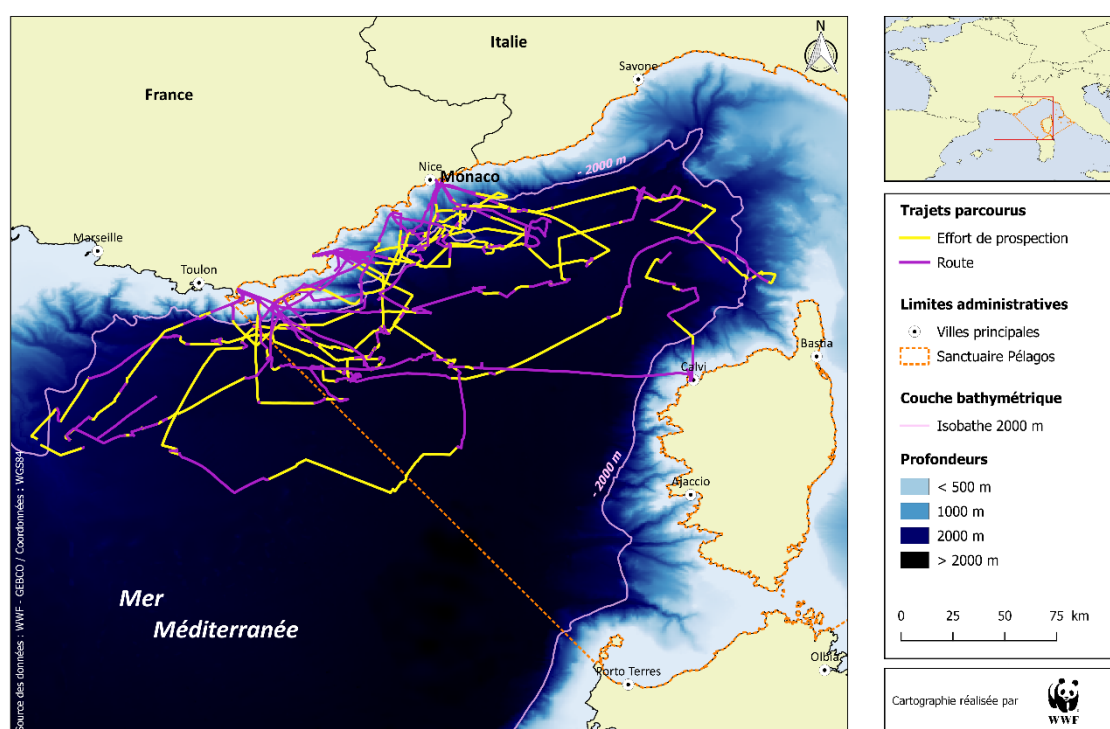 Italie
N
Savone
France
Nice
Monaco
- 2000 m
Marseille
Toulon
Bastia
Calvi
- 2000 m
Ajaccio
Mer
Méditerranée
Porto Terres
Olbia
Source des données : WWF - GEBCO / Coordonnées : WGS84
Trajets parcourus
Effort de prospection
Route
Limites administratives
Villes principales
Sanctuaire Pélagos
Couche bathymétrique
Isobathe 2000 m
Profondeurs
< 500 m
1000 m
2000 m
> 2000 m
0 25 50 75 km
Cartographie réalisée par
WWF